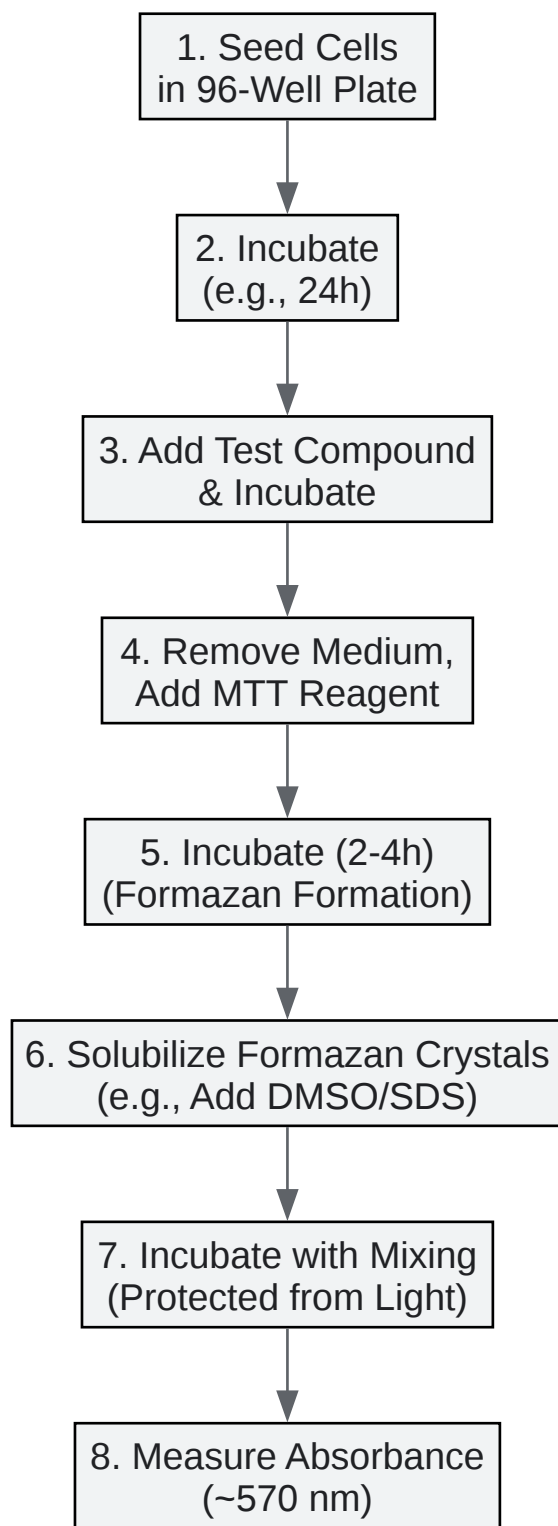 1. Seed Cells
in 96-Well Plate
2. Incubate
(e.g., 24h)
3. Add Test Compound
& Incubate
4. Remove Medium,
Add MTT Reagent
5. Incubate (2-4h)
(Formazan Formation)
6. Solubilize Formazan Crystals
(e.g., Add DMSO/SDS)
7. Incubate with Mixing
(Protected from Light)
8. Measure Absorbance
(~570 nm)